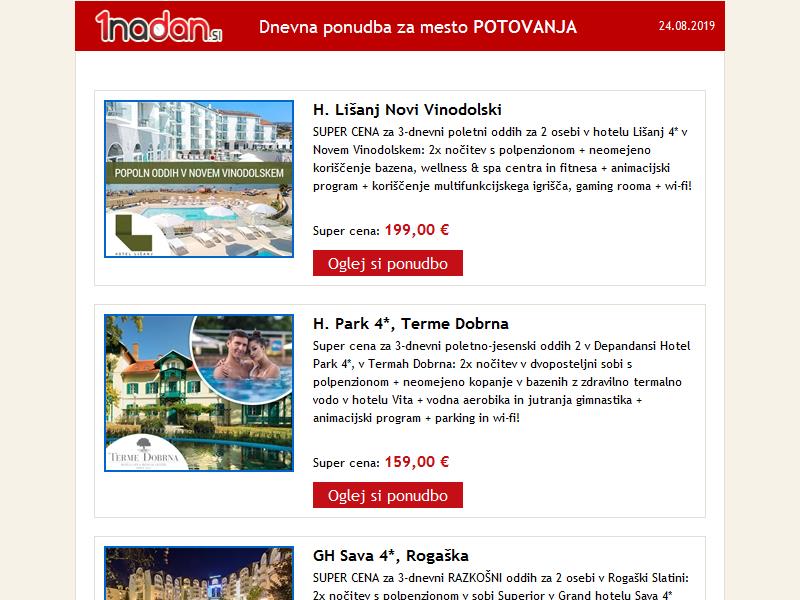 1nadan.si
Dnevna ponudba za mesto POTOVANJA
24.08.2019
POPOLN ODDIH V NOVEM VINODOLSKEM
HOTEL LIŠANJ
H. Lišanj Novi Vinodolski
SUPER CENA za 3-dnevni poletni oddih za 2 osebi v hotelu Lišanj 4* v
Novem Vinodolskem: 2x nočitev s polpenzionom + neomejeno
koriščenje bazena, wellness & spa centra in fitnesa + animacijski
program + koriščenje multifunkcijskega igrišča, gaming rooma + wi-fi!
Super cena: 199,00 €
Oglej si ponudbo
TERME DOBRNA
H. Park 4*, Terme Dobrna
Super cena za 3-dnevni poletno-jesenski oddih 2 v Depandansi Hotel
Park 4*, v Termah Dobrna: 2x nočitev v dvoposteljni sobi s
polpenzionom + neomejeno kopanje v bazenih z zdravilno termalno
vodo v hotelu Vita + vodna aerobika in jutranja gimnastika +
animacijski program + parking in wi-fi!
Super cena: 159,00 €
Oglej si ponudbo
GH Sava 4*, Rogaška
SUPER CENA za 3-dnevni RAZKOŠNI oddih za 2 osebi v Rogaški Slatini:
2x nočitev s polpenzionom v sobi Superior v Grand hotelu Sava 4*